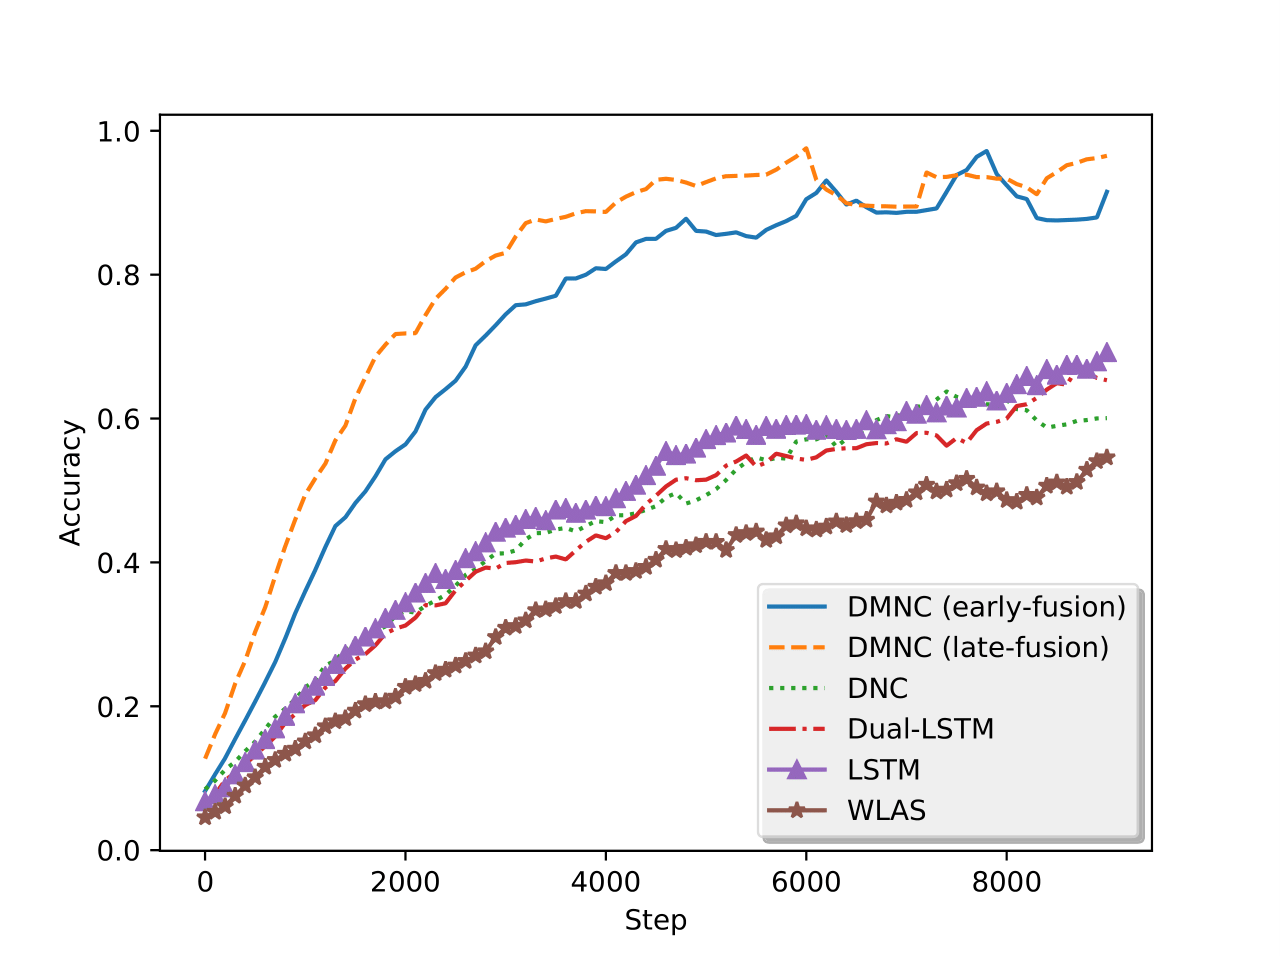 1.0
0.8
0.6
0.4
0.2
0.0
Accuracy
0 2000 4000 6000 8000
Step
DMNC (early-fusion)
DMNC (late-fusion)
DNC
Dual-LSTM
LSTM
WLAS